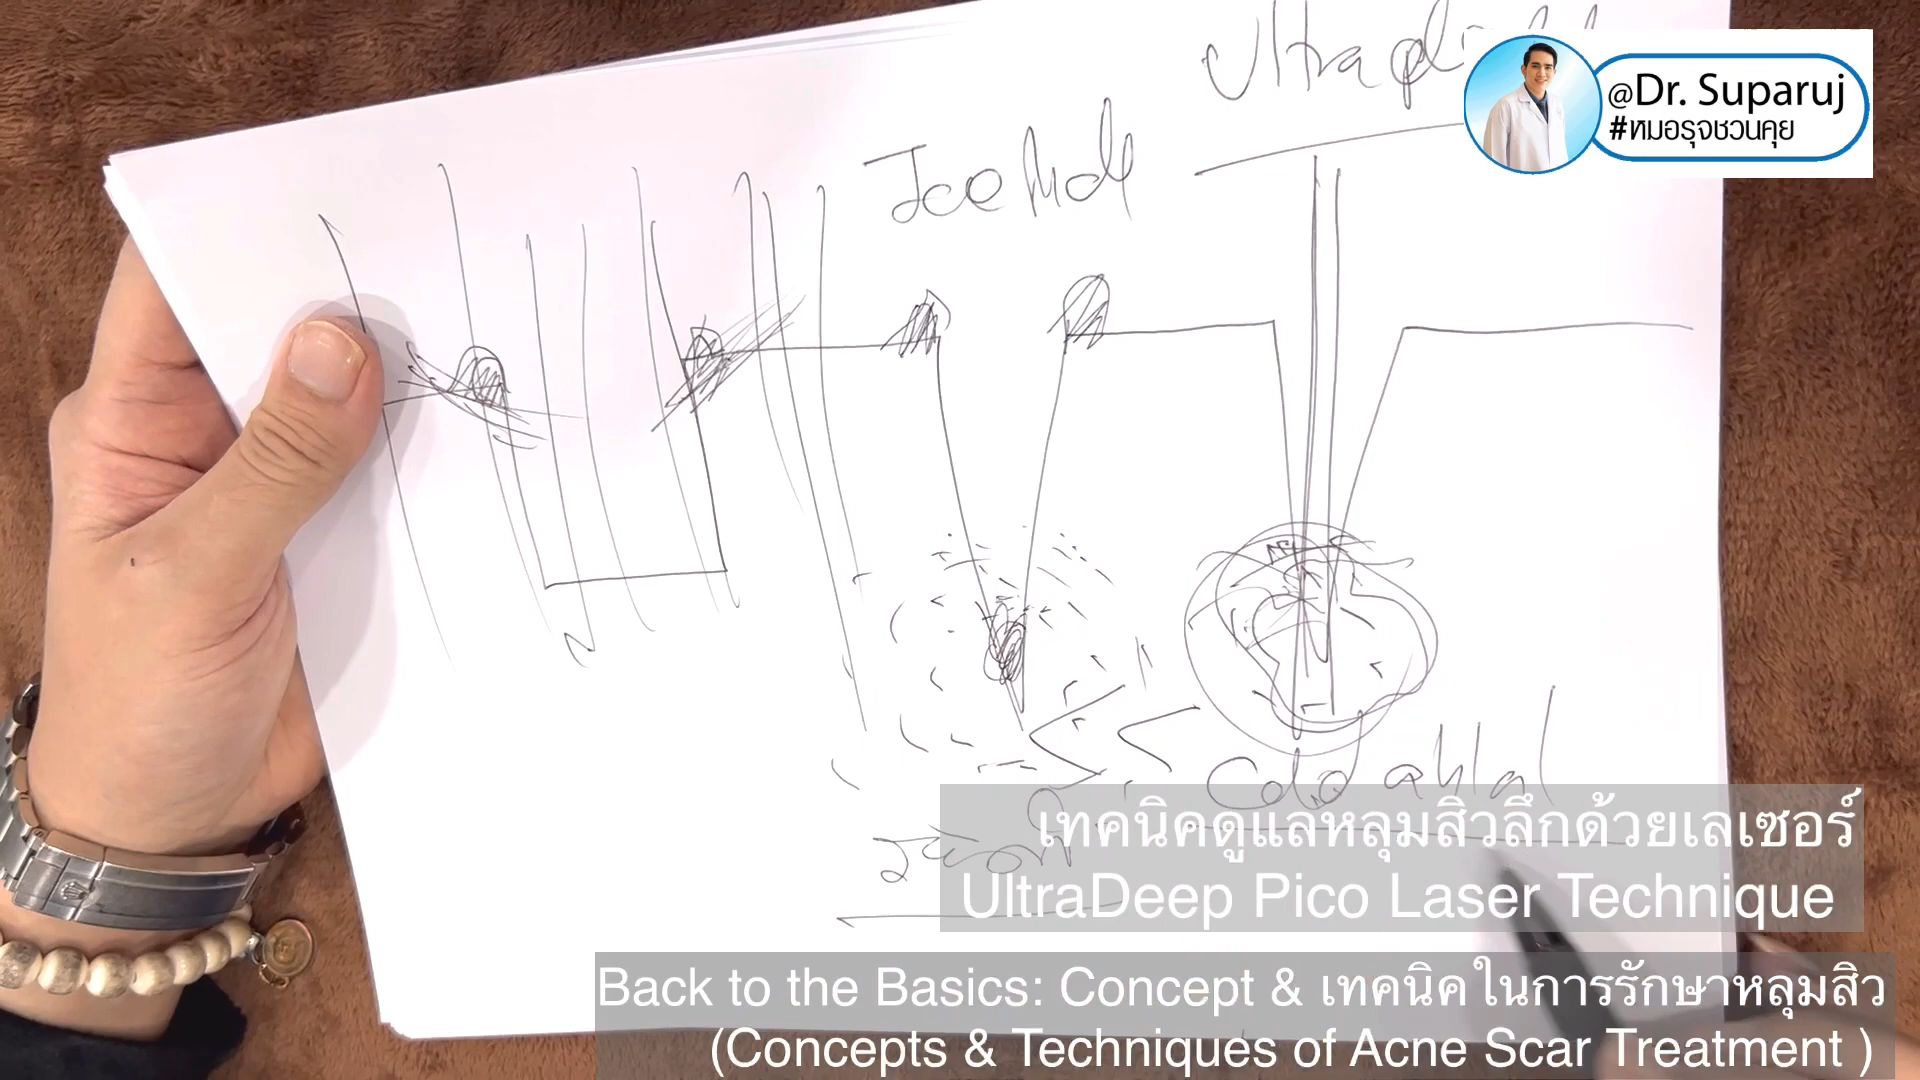 @Dr. Suparuj
#หมอรุจชวนคุย
เทคนิคดูแลหลุมสิวลึกด้วยเลเซอร์
UltraDeep Pico Laser Technique
Back to the Basics: Concept & เทคนิคในการรักษาหลุมสิว
(Concepts & Techniques of Acne Scar Treatment )